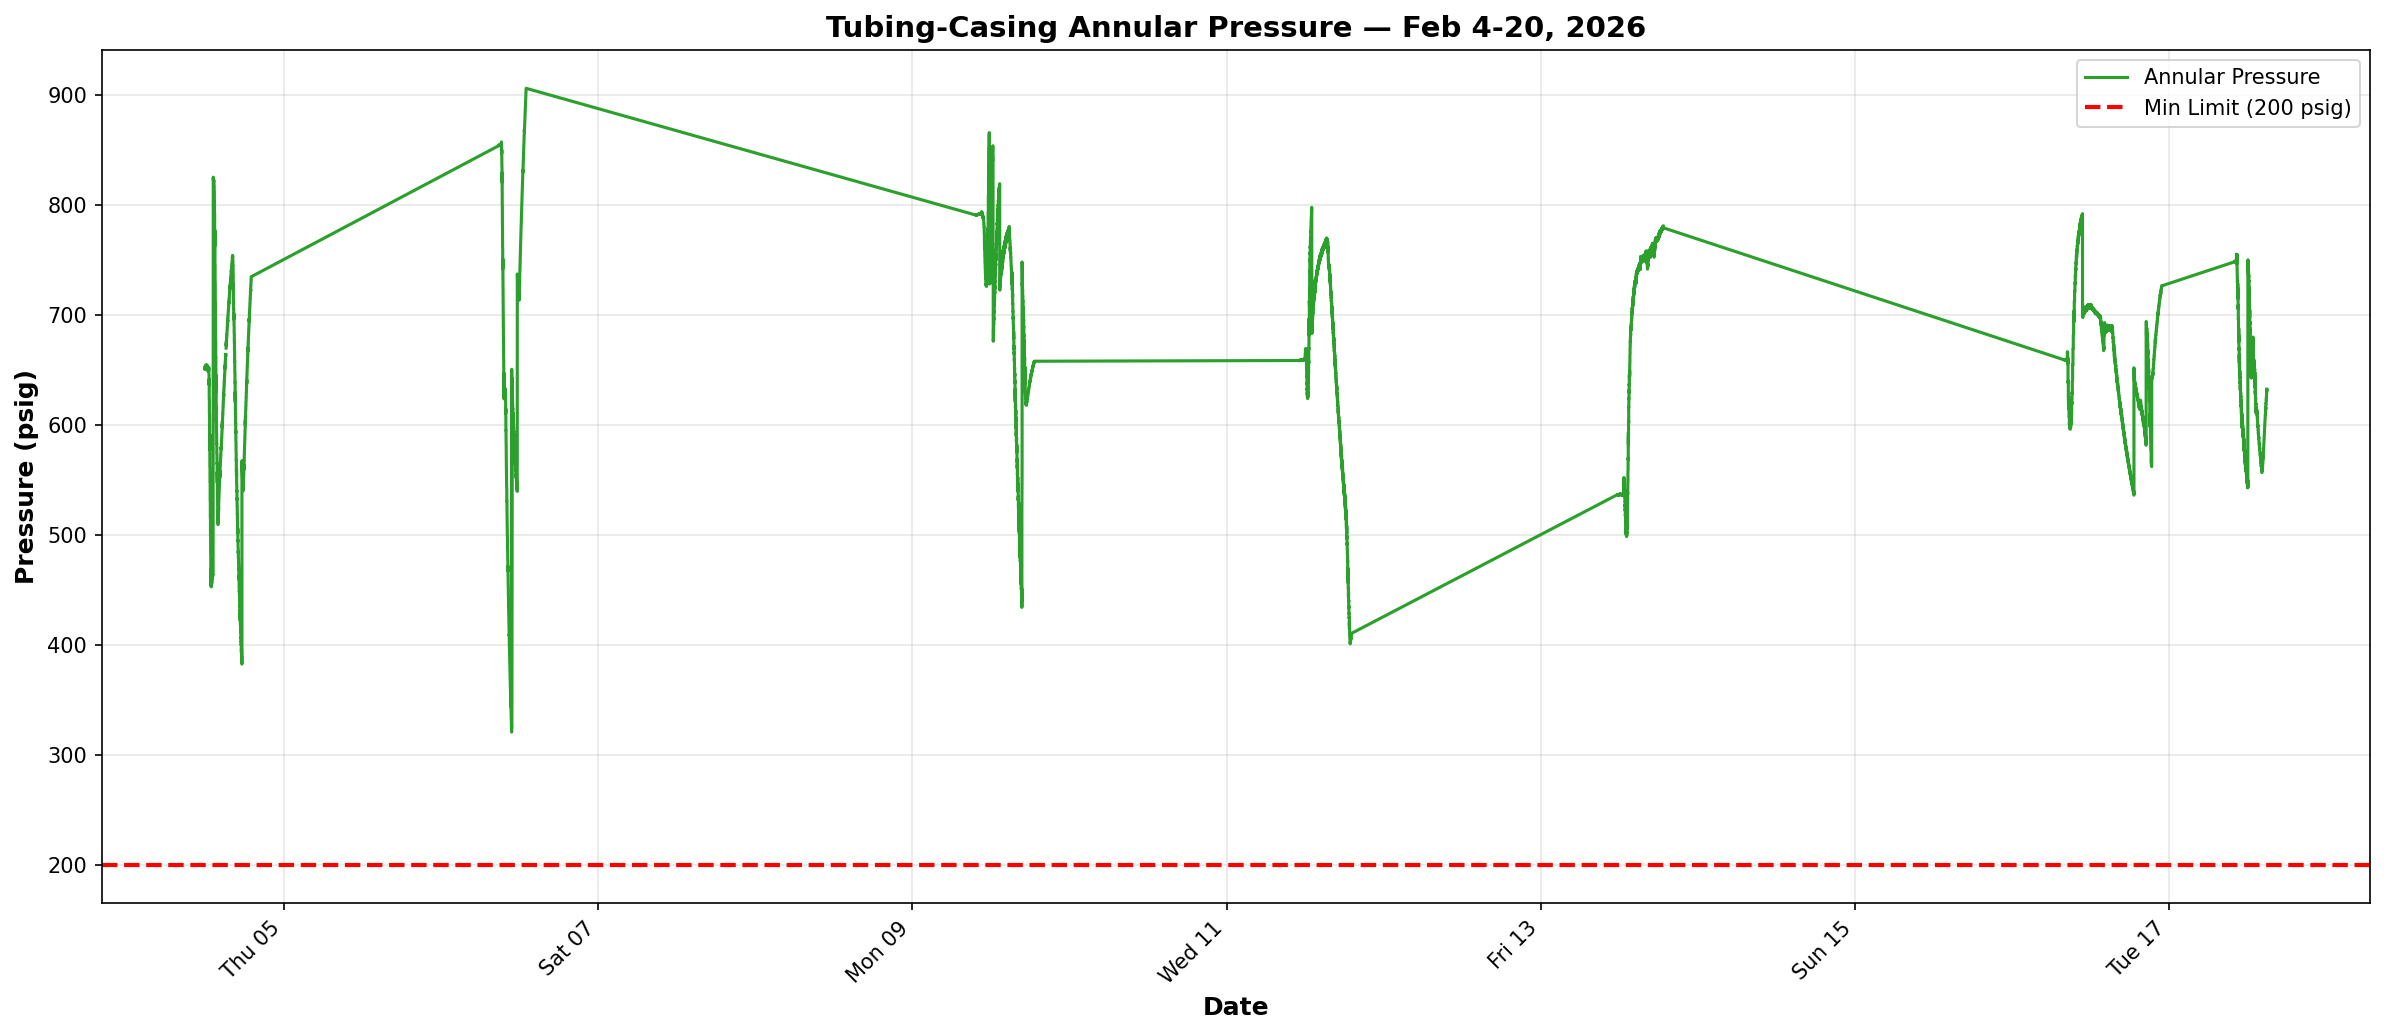 Tubing-Casing Annular Pressure — Feb 4-20, 2026
Annular Pressure
Min Limit (200 psig)
Pressure (psig)
900
800
700
600
500
400
300
200
Thu 05
Sat 07
Mon 09
Wed 11
Fri 13
Sun 15
Tue 17
Date